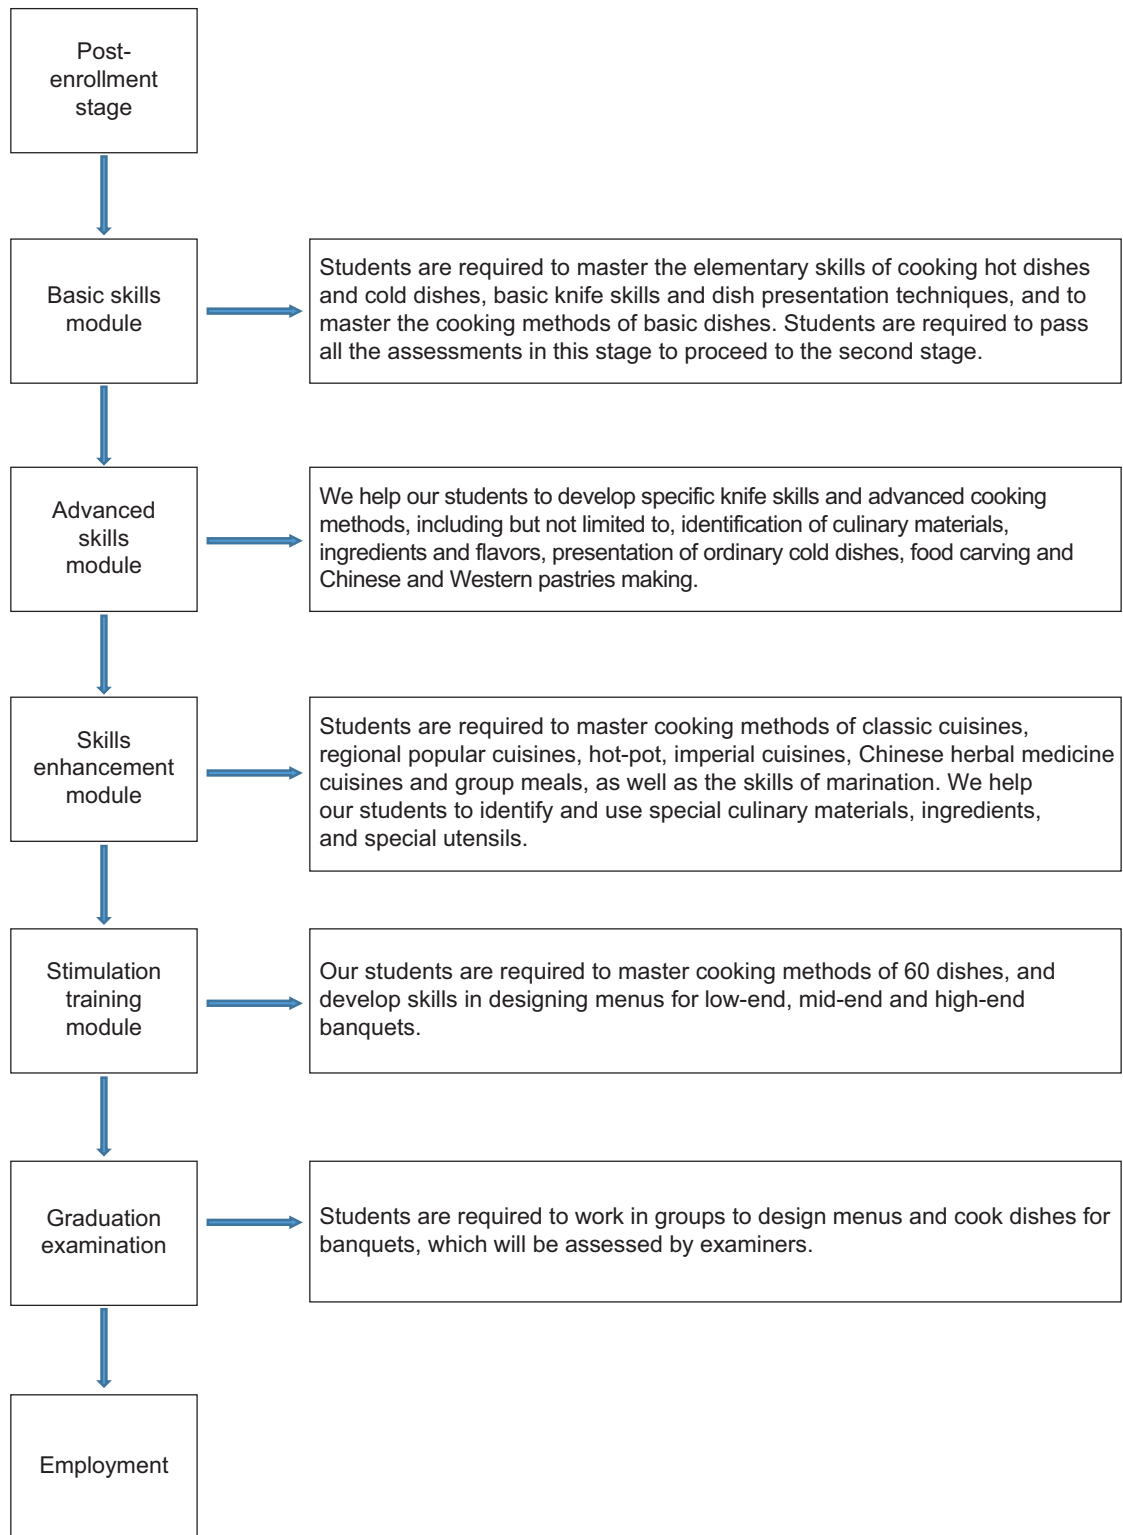 Post-
enrollment
stage
Basic skills
module
Students are required to master the elementary skills of cooking hot dishes
and cold dishes, basic knife skills and dish presentation techniques, and to
master the cooking methods of basic dishes. Students are required to pass
all the assessments in this stage to proceed to the second stage.
Advanced
skills
module
We help our students to develop specific knife skills and advanced cooking
methods, including but not limited to, identification of culinary materials,
ingredients and flavors, presentation of ordinary cold dishes, food carving and
Chinese and Western pastries making.
Skills
enhancement
module
Students are required to master cooking methods of classic cuisines,
regional popular cuisines, hot-pot, imperial cuisines, Chinese herbal medicine
cuisines and group meals, as well as the skills of marination. We help
our students to identify and use special culinary materials, ingredients,
and special utensils.
Stimulation
training
module
Our students are required to master cooking methods of 60 dishes, and
develop skills in designing menus for low-end, mid-end and high-end
banquets.
Graduation
examination
Students are required to work in groups to design menus and cook dishes for
banquets, which will be assessed by examiners.
Employment